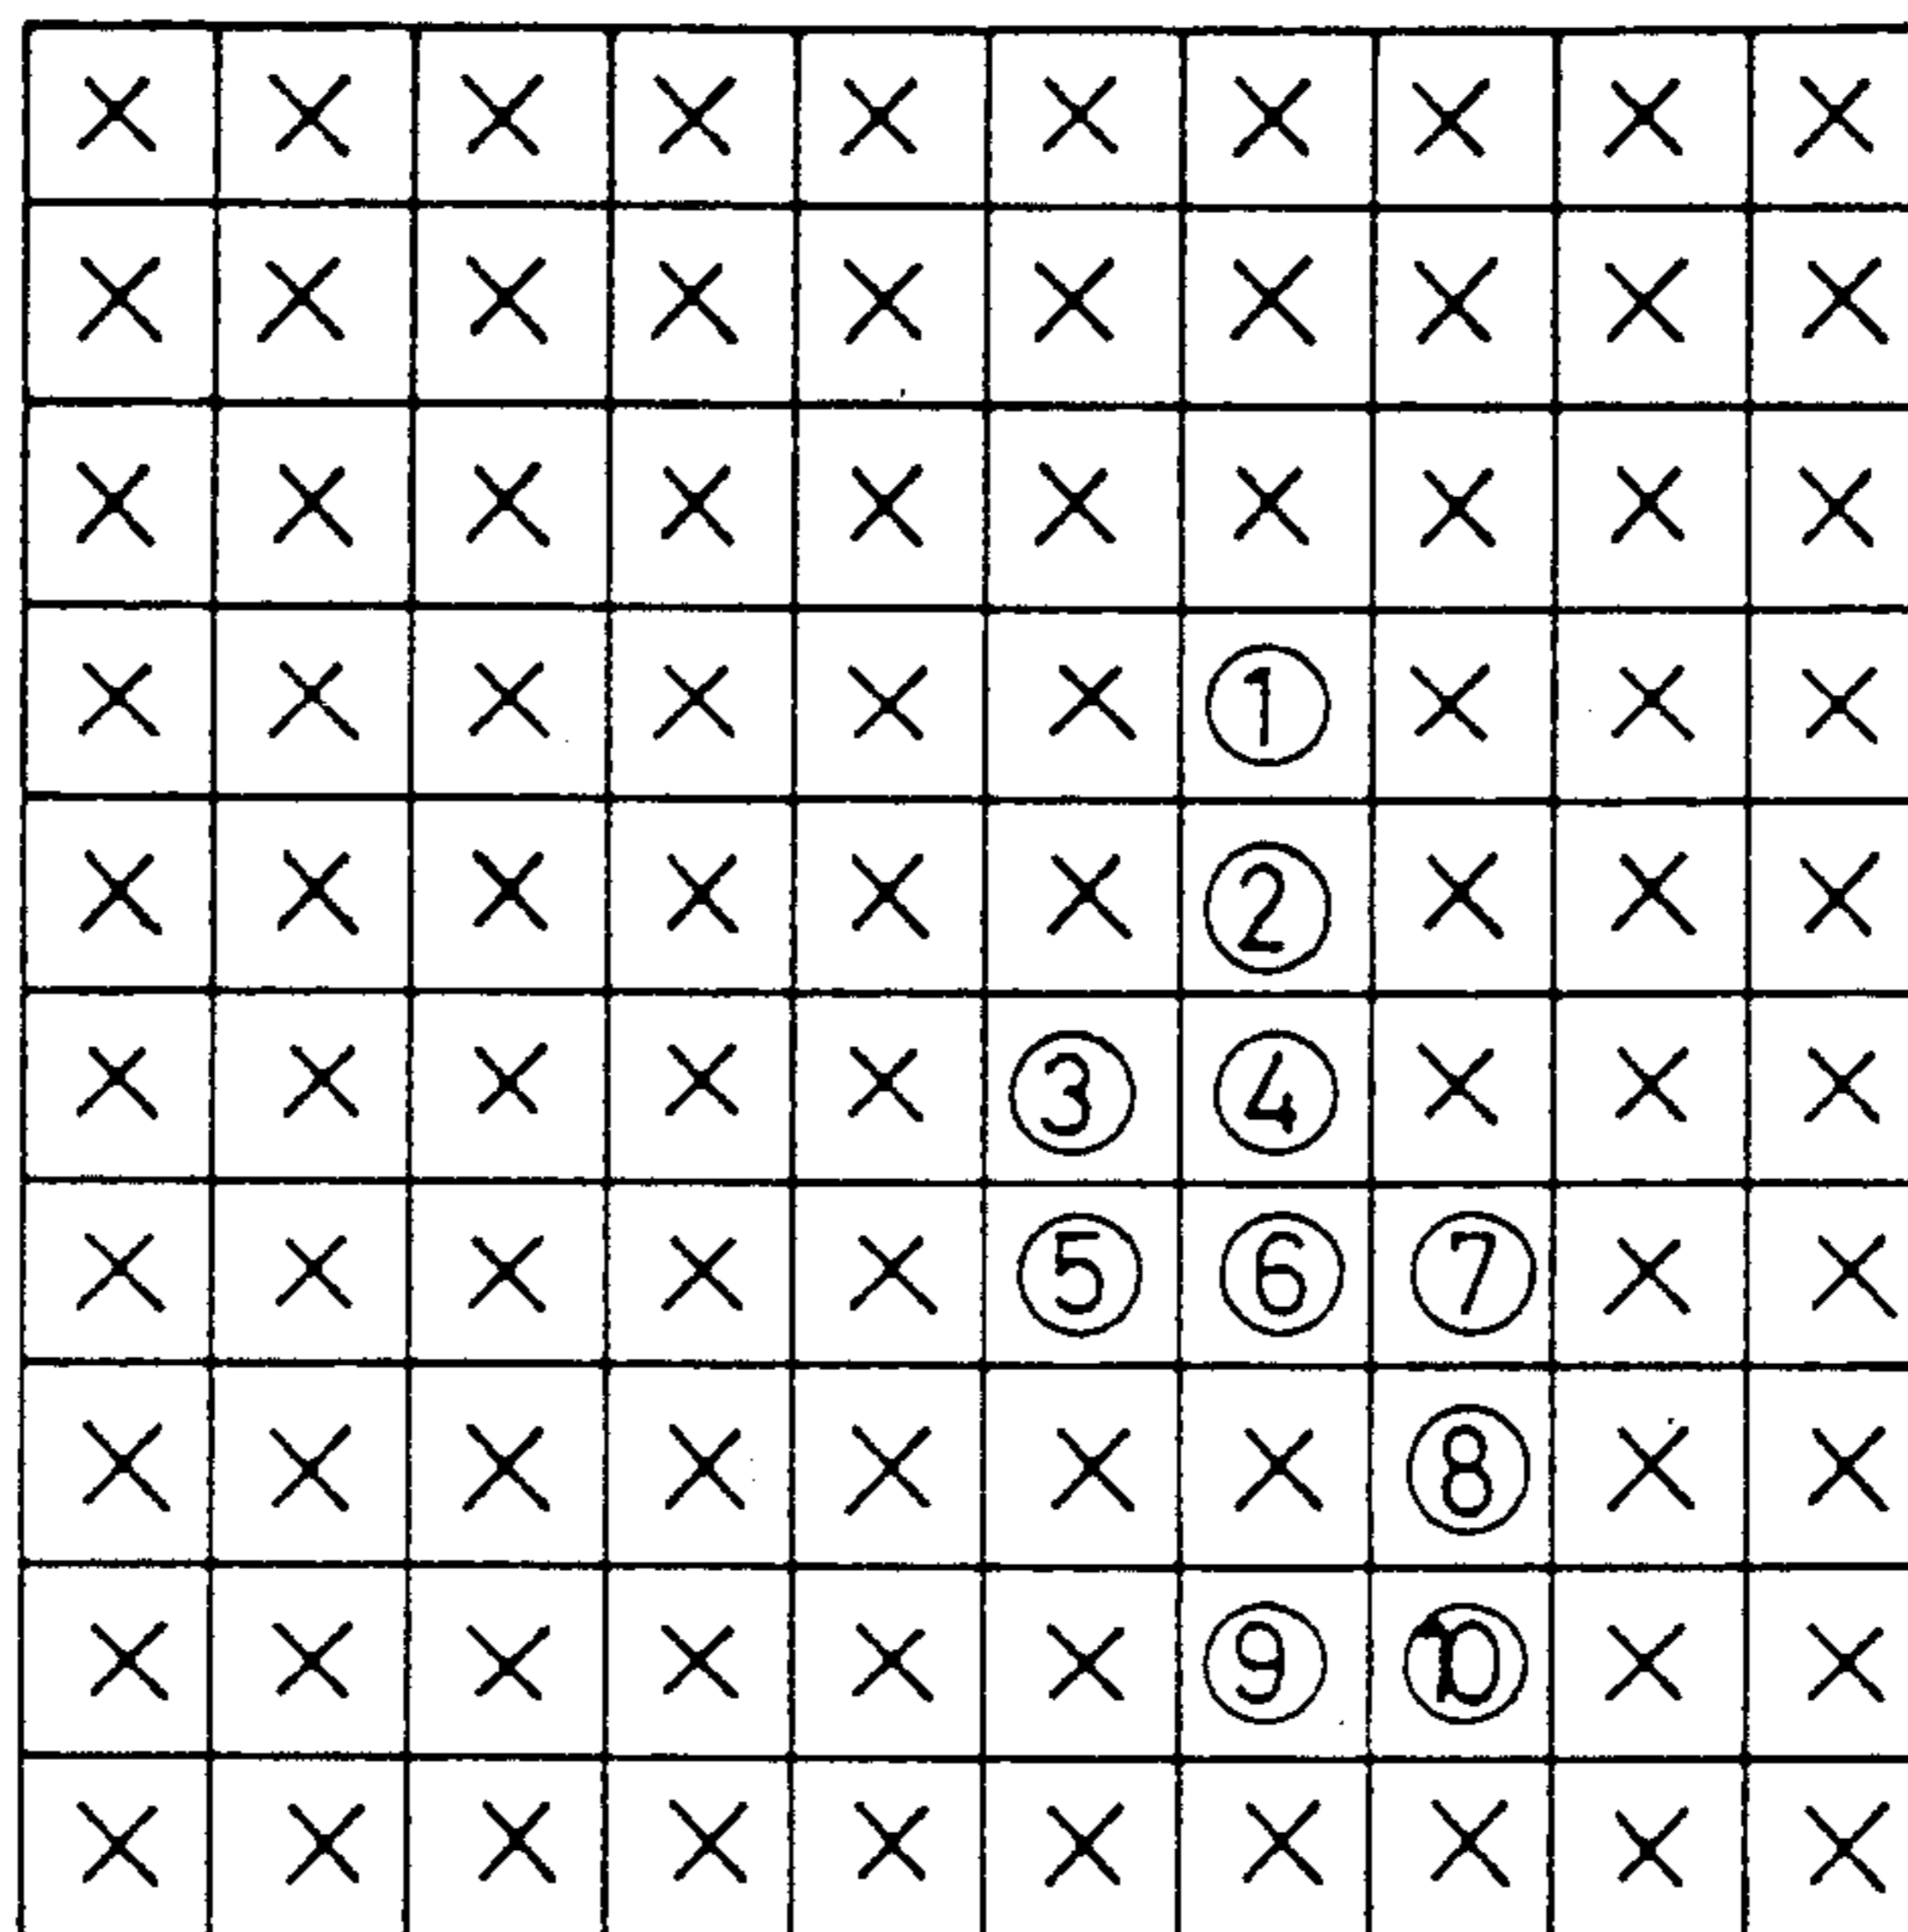 × × × × × × × × × ×
× × × × × × × × × ×
× × × × × × × × × ×
× × × × × × ① × × ×
× × × × × × ② × × ×
× × × × × ③ ④ × × ×
× × × × × ⑤ ⑥ ⑦ × ×
× × × × × × × ⑧ × ×
× × × × × × ⑨ ⑩ × ×
× × × × × × × × × ×